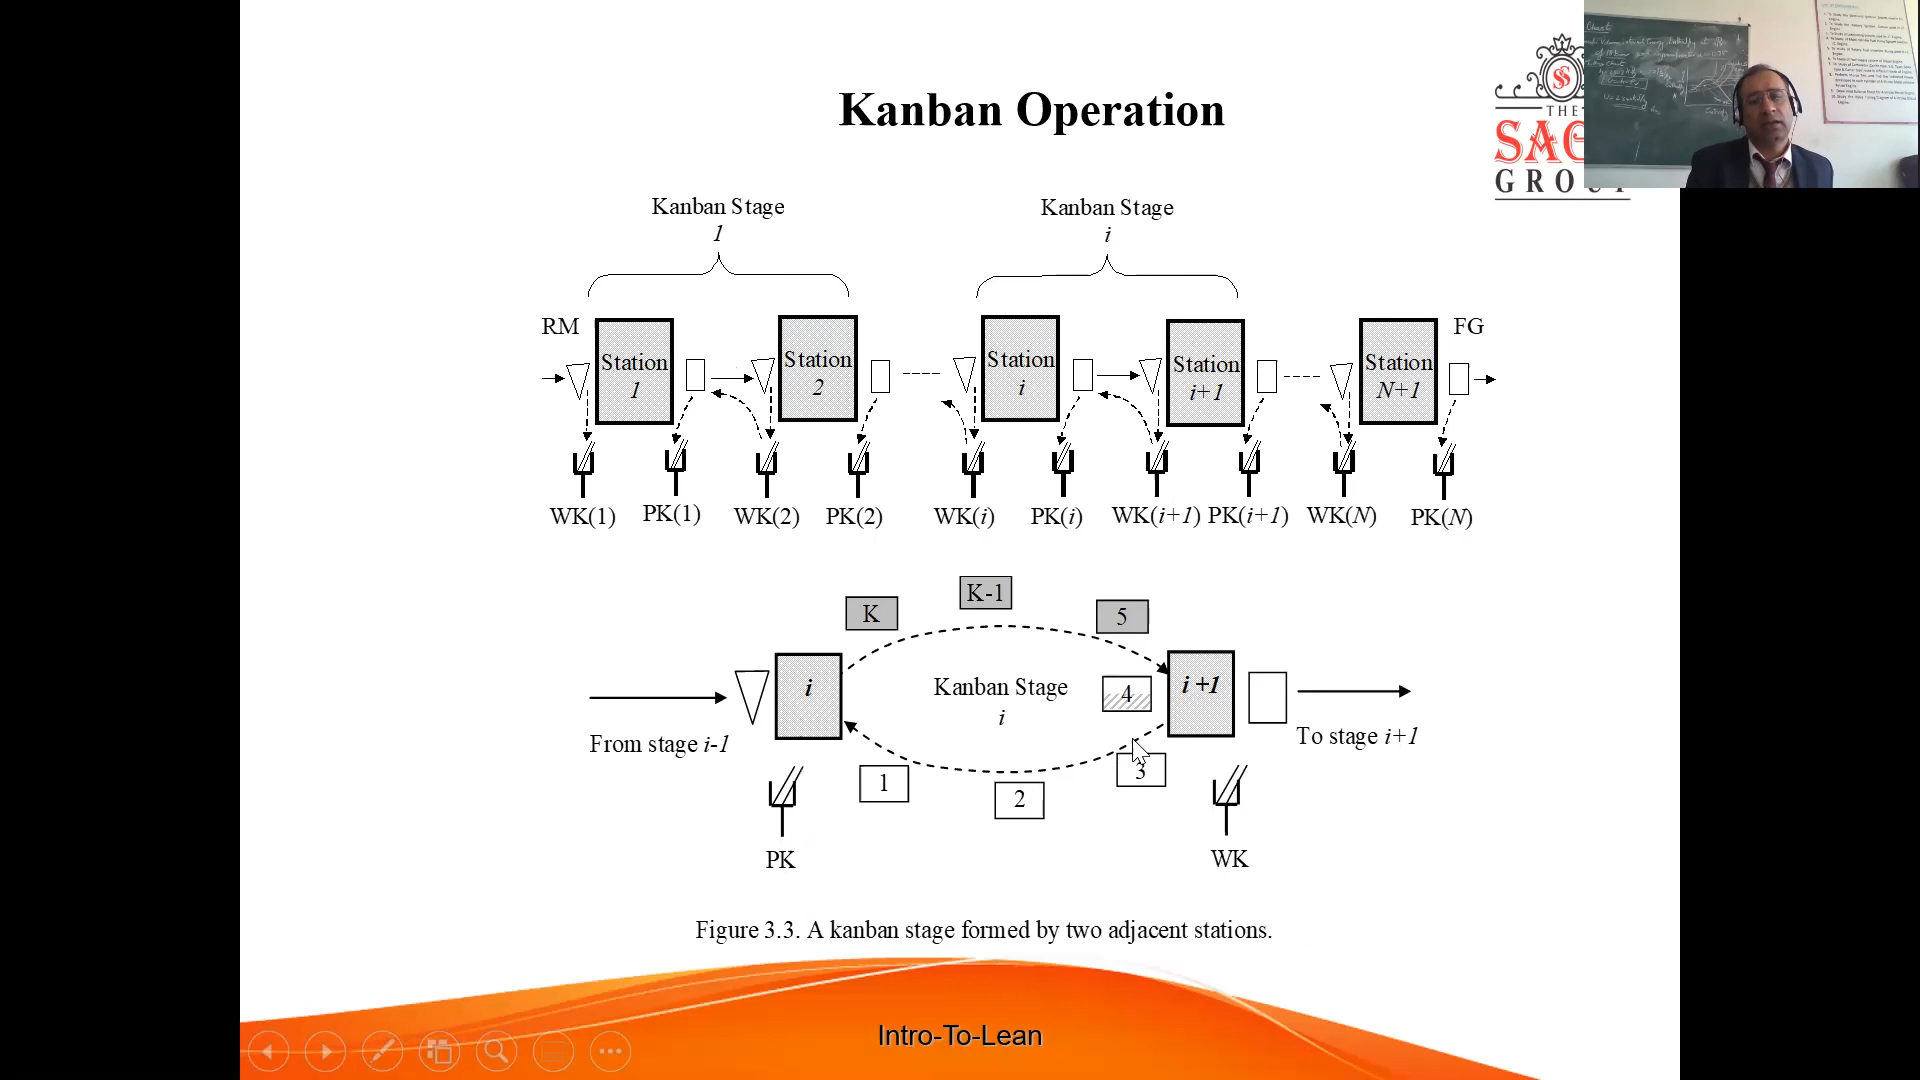 Kanban Operation
THE
GROU
Kanban Stage
1
Kanban Stage
i
RM
Station
1
Station
2
Station
i
Station
i+1
Station
N+1
FG
WK(1)
PK(1)
WK(2)
PK(2)
WK(i)
PK(i)
WK(i+1)
PK(i+1)
WK(N)
PK(N)
K
K-1
5
i
Kanban Stage
i
4
i +1
From stage i-1
To stage i+1
1
2
3
PK
WK
Figure 3.3. A kanban stage formed by two adjacent stations.
Intro-To-Lean